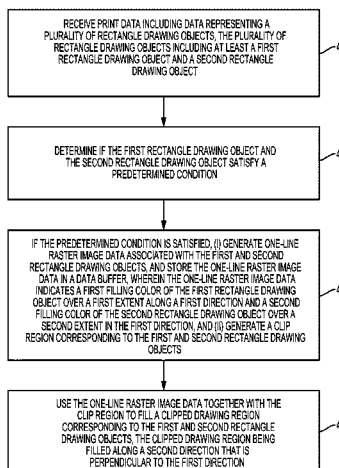 RECEIVE PRINT DATA INCLUDING DATA REPRESENTING A
PLURALITY OF RECTANGLE DRAWING OBJECTS, THE PLURALITY OF
RECTANGLE DRAWING OBJECTS INCLUDING AT LEAST A FIRST
RECTANGLE DRAWING OBJECT AND A SECOND RECTANGLE
DRAWING OBJECT
DETERMINE IF THE FIRST RECTANGLE DRAWING OBJECT AND
THE SECOND RECTANGLE DRAWING OBJECT SATISFY A
PREDETERMINED CONDITION
IF THE PREDETERMINED CONDITION IS SATISFIED, (I) GENERATE ONE-LINE
RASTER IMAGE DATA ASSOCIATED WITH THE FIRST AND SECOND
RECTANGLE DRAWING OBJECTS, AND STORE THE ONE-LINE RASTER IMAGE
DATA IN A DATA BUFFER, WHEREIN THE ONE-LINE RASTER IMAGE DATA
INDICATES A FIRST FILLING COLOR OF THE FIRST RECTANGLE DRAWING
OBJECT OVER A FIRST EXTENT ALONG A FIRST DIRECTION AND A SECOND
FILLING COLOR OF THE SECOND RECTANGLE DRAWING OBJECT OVER A
SECOND EXTENT IN THE FIRST DIRECTION, AND (II) GENERATE A CLIP
REGION CORRESPONDING TO THE FIRST AND SECOND RECTANGLE DRAWING
OBJECTS
USE THE ONE-LINE RASTER IMAGE DATA TOGETHER WITH THE
CLIP REGION TO FILL A CLIPPED DRAWING REGION
CORRESPONDING TO THE FIRST AND SECOND RECTANGLE
DRAWING OBJECTS, THE CLIPPED DRAWING REGION BEING
FILLED ALONG A SECOND DIRECTION THAT IS
PERPENDICULAR TO THE FIRST DIRECTION